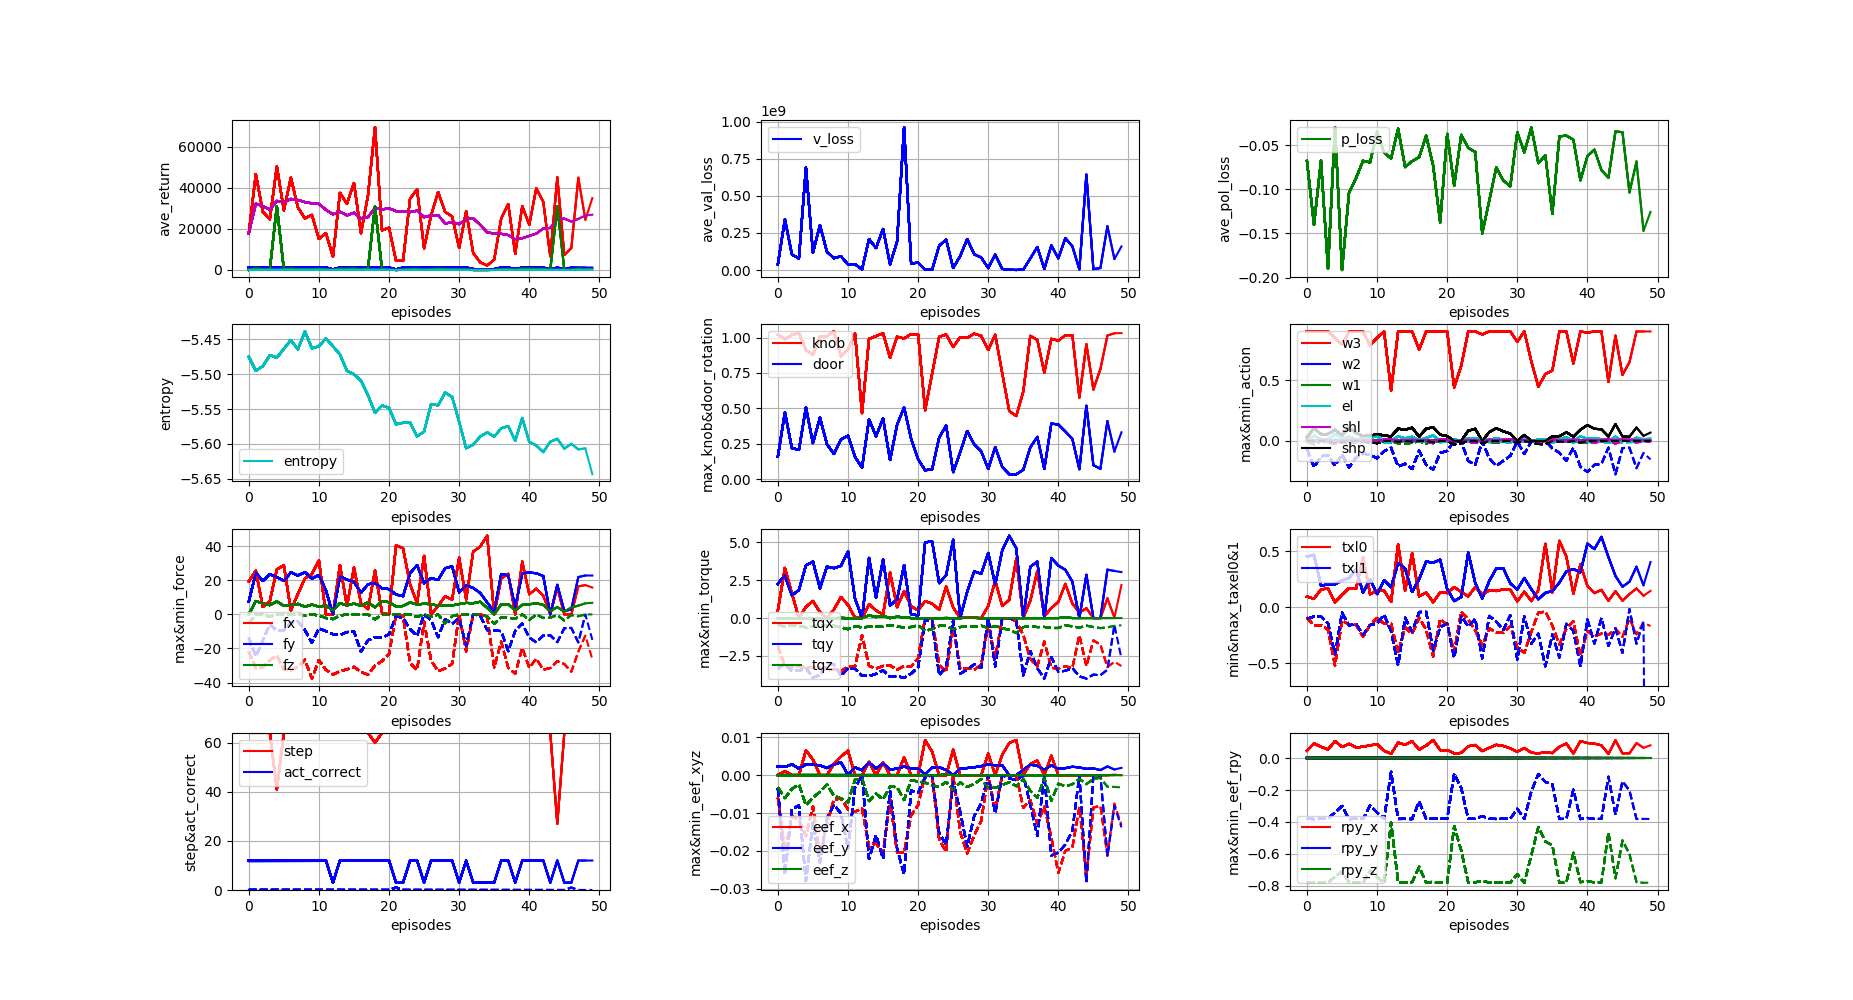 1e9
ave_return
60000
40000
20000
0
0 10 20 30 40 50
episodes
ave_val_loss
1.00
0.75
0.50
0.25
0.00
v_loss
0 10 20 30 40 50
episodes
ave_pol_loss
−0.05
−0.10
−0.15
−0.20
p_loss
0 10 20 30 40 50
episodes
entropy
−5.45
−5.50
−5.55
−5.60
−5.65
entropy
0 10 20 30 40 50
episodes
max_knob&door_rotation
1.00
0.75
0.50
0.25
0.00
knob
door
0 10 20 30 40 50
episodes
max&min_action
0.5
0.0
w3
w2
w1
el
shl
shp
0 10 20 30 40 50
episodes
max&min_force
40
20
0
−20
−40
fx
fy
fz
0 10 20 30 40 50
episodes
max&min_torque
5.0
2.5
0.0
−2.5
tqx
tqy
tqz
0 10 20 30 40 50
episodes
min&max_taxel0&1
0.5
0.0
−0.5
txl0
txl1
0 10 20 30 40 50
episodes
step&act_correct
60
40
20
0
step
act_correct
0 10 20 30 40 50
episodes
max&min_eef_xyz
0.01
0.00
−0.01
−0.02
−0.03
eef_x
eef_y
eef_z
0 10 20 30 40 50
episodes
max&min_eef_rpy
0.0
−0.2
−0.4
−0.6
−0.8
rpy_x
rpy_y
rpy_z
0 10 20 30 40 50
episodes